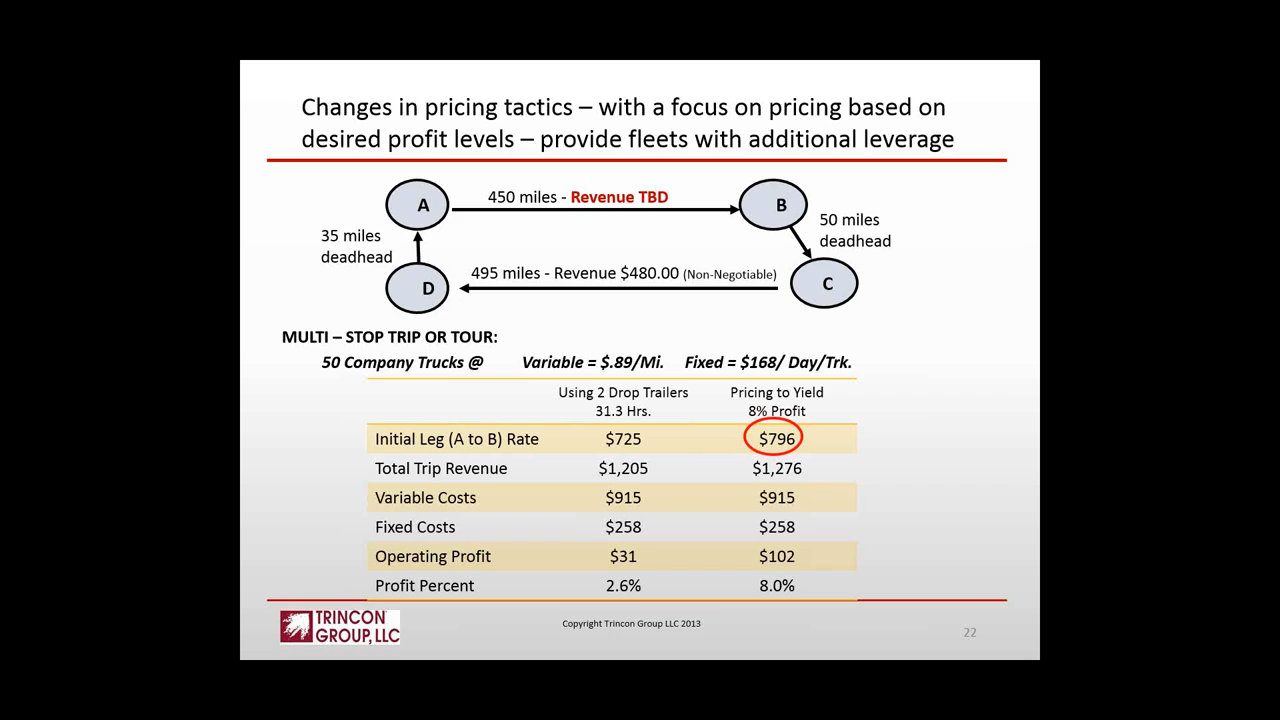 Changes in pricing tactics – with a focus on pricing based on
desired profit levels – provide fleets with additional leverage
A
450 miles - Revenue TBD
B
35 miles
deadhead
50 miles
deadhead
D
495 miles - Revenue $480.00 (Non-Negotiable)
C
MULTI – STOP TRIP OR TOUR:
50 Company Trucks @ Variable = $.89/Mi. Fixed = $168/ Day/Trk.
Using 2 Drop Trailers
31.3 Hrs.
Pricing to Yield
8% Profit
Initial Leg (A to B) Rate $725 $796
Total Trip Revenue $1,205 $1,276
Variable Costs $915 $915
Fixed Costs $258 $258
Operating Profit $31 $102
Profit Percent 2.6% 8.0%
TRINCON
GROUP, LLC
Copyright Trincon Group LLC 2013
22